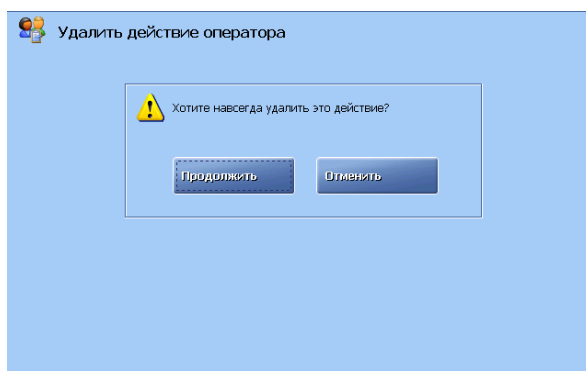 Удалить действие оператора
Хотите навсегда удалить это действие?
Продолжить
Отменить